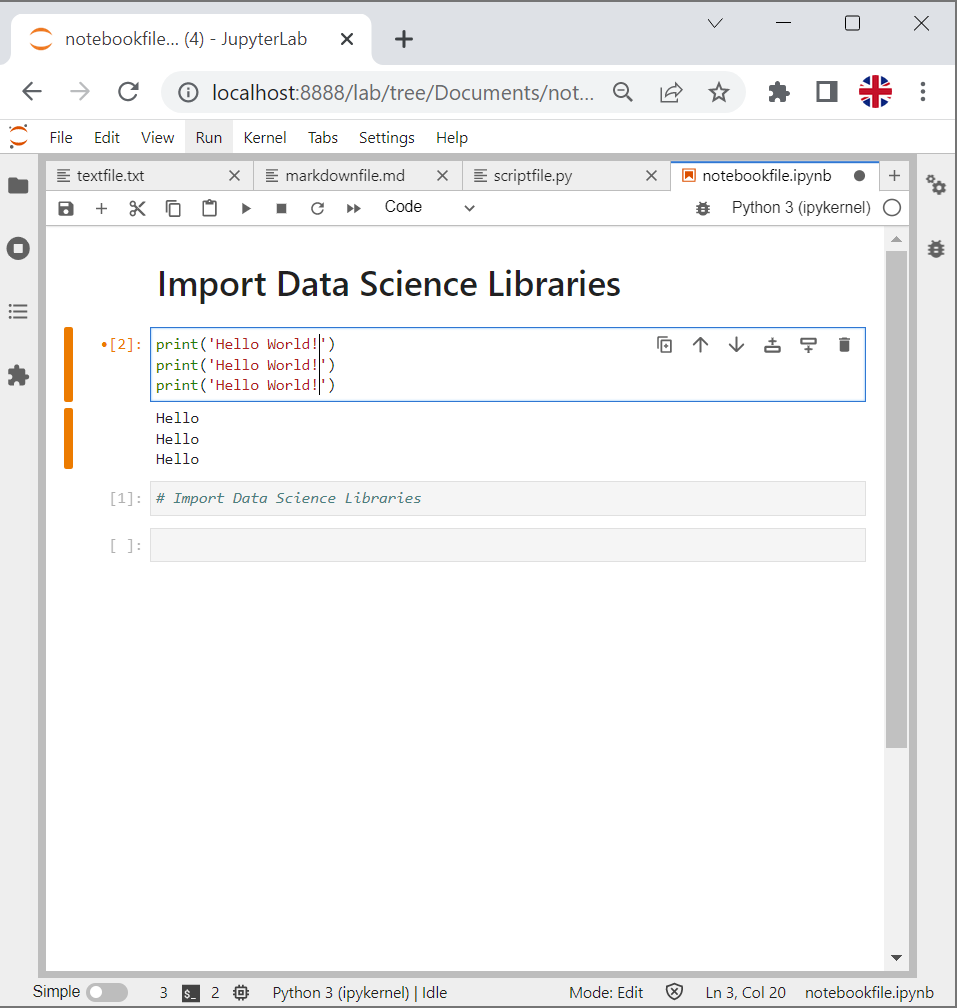 notebookfile... (4) - JupyterLab
localhost:8888/lab/tree/Documents/not...
File Edit View Run Kernel Tabs Settings Help
textfile.txt markdownfile.md scriptfile.py notebookfile.ipynb
Code Python 3 (ipykernel)
Import Data Science Libraries
•[2]: print('Hello World!')
print('Hello World!')
print('Hello World!')
Hello
Hello
Hello
[1]: # Import Data Science Libraries
[ ]:
Simple 3 $_ 2 Python 3 (ipykernel) | Idle Mode: Edit Ln 3, Col 20 notebookfile.ipynb